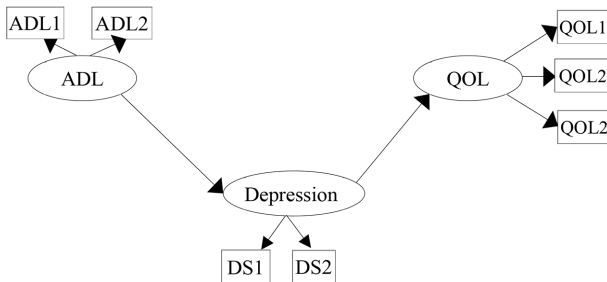 ADL1
ADL2
ADL
QOL
QOL1
QOL2
QOL2
Depression
DS1
DS2